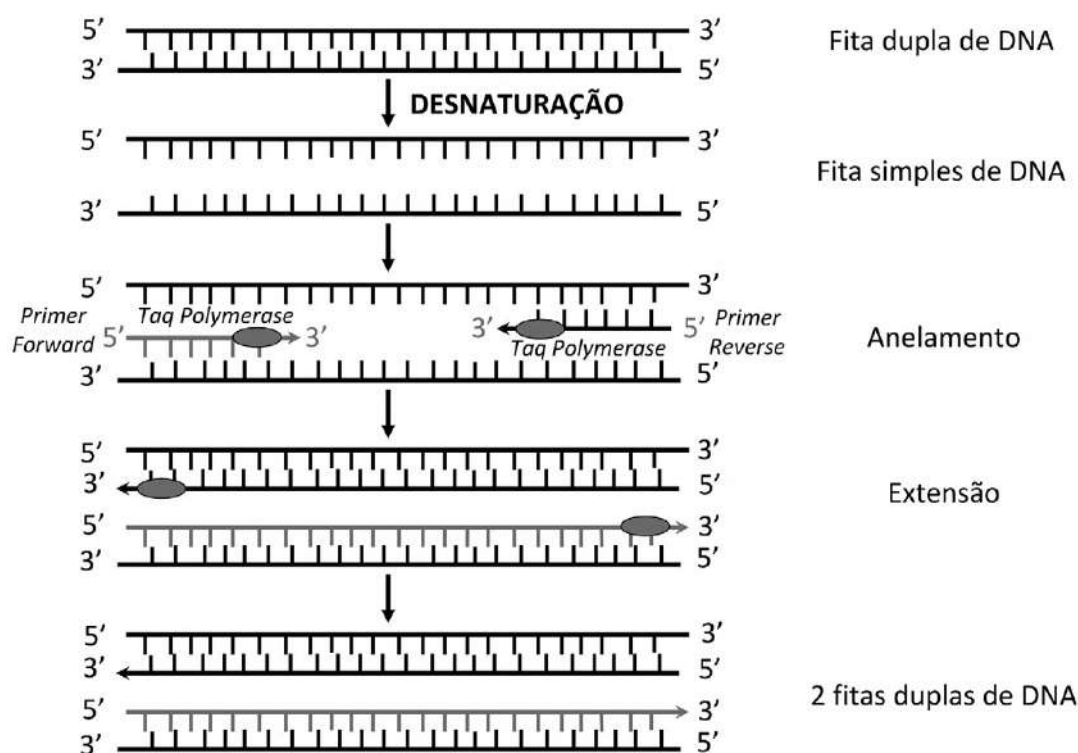 5’ 3’
Fita dupla de DNA
3’ 5’
DESNATURAÇÃO
5’ 3’
Fita simples de DNA
3’ 5’
5’ 3’
Primer Forward
5’
Taq Polymerase
3’
3’
Taq Polymerase
5’
Primer Reverse
Anelamento
3’ 5’
5’ 3’
3’ 5’
Extensão
5’ 3’
3’ 5’
5’ 3’
3’ 5’
2 fitas duplas de DNA
5’ 3’
3’ 5’